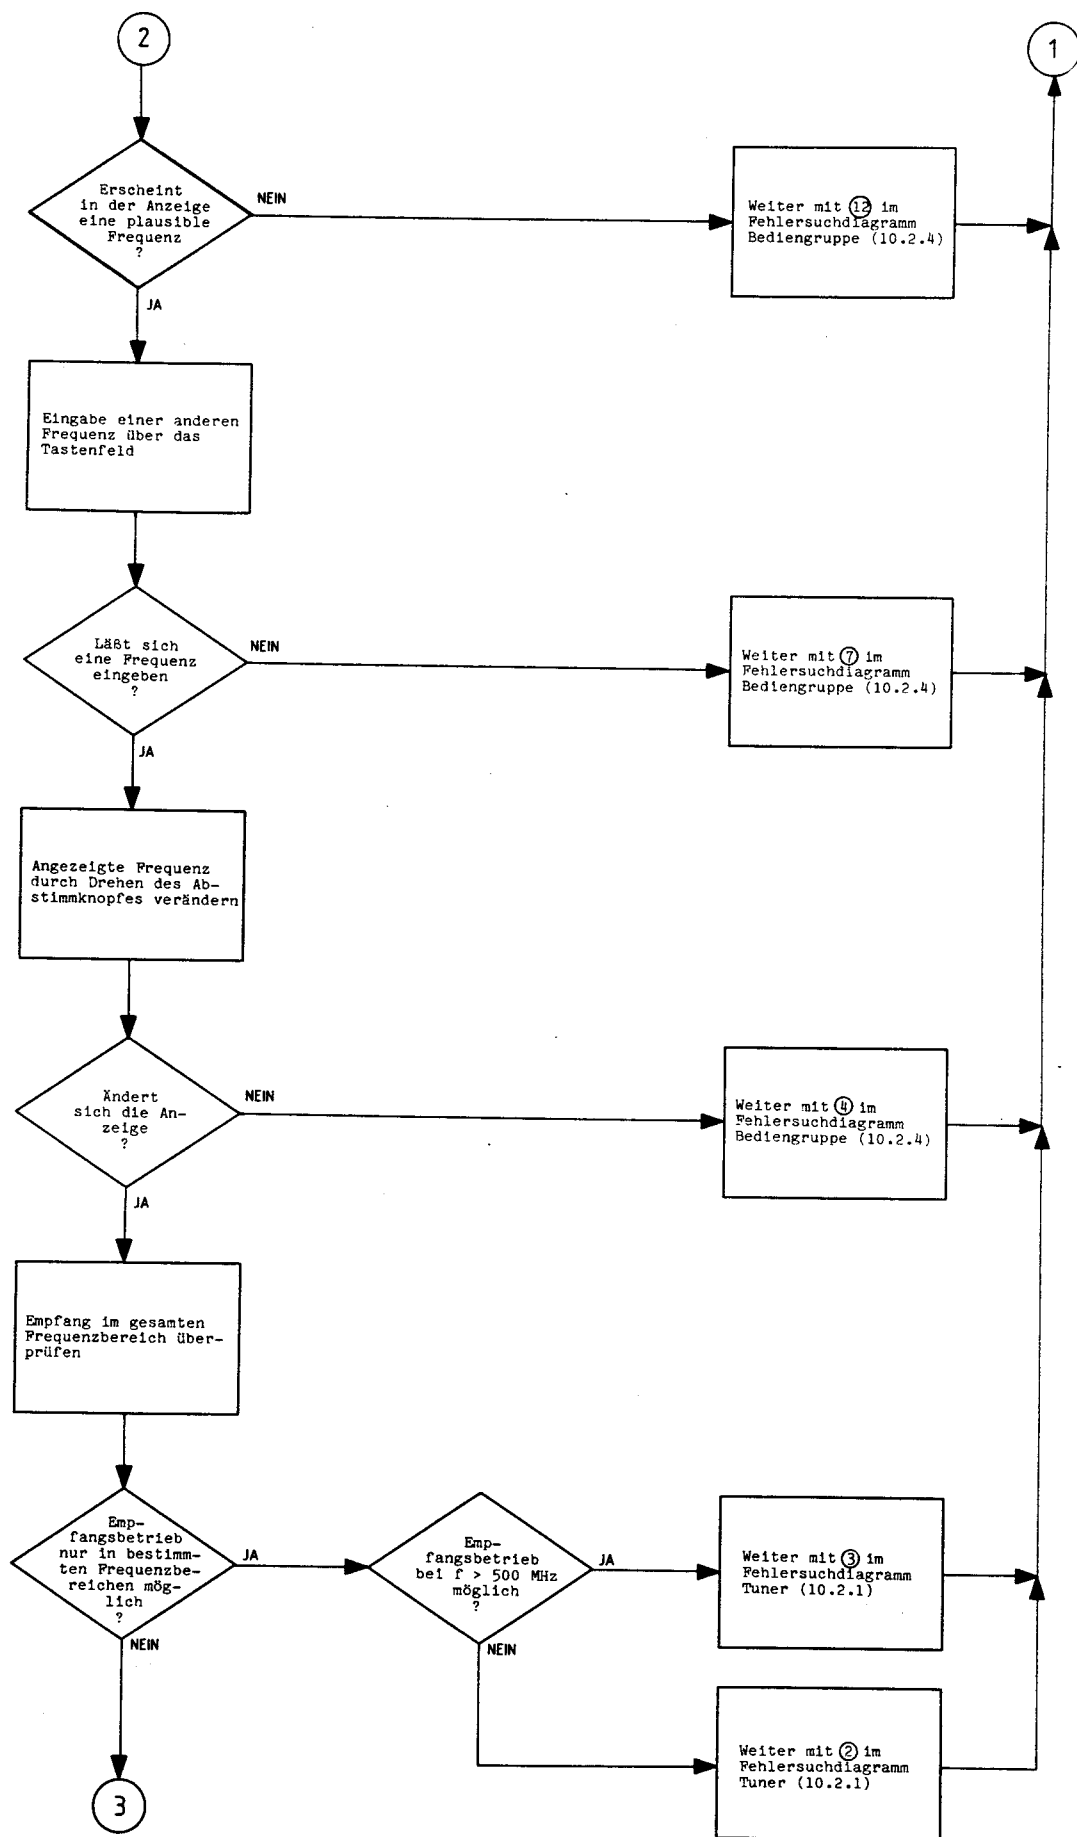 2
1
Erscheint
in der Anzeige
eine plausible
Frequenz
?
NEIN
Weiter mit 12 im
Fehlersuchdiagramm
Bediengruppe (10.2.4)
JA
Eingabe einer anderen
Frequenz über das
Tastenfeld
Läßt sich
eine Frequenz
eingeben
?
NEIN
Weiter mit 7 im
Fehlersuchdiagramm
Bediengruppe (10.2.4)
JA
Angezeigte Frequenz
durch Drehen des Ab-
stimmknopfes verändern
Ändert
sich die An-
zeige
?
NEIN
Weiter mit 4 im
Fehlersuchdiagramm
Bediengruppe (10.2.4)
JA
Empfang im gesamten
Frequenzbereich über-
prüfen
Emp-
fangsbetrieb
nur in bestimm-
ten Frequenzbe-
reichen mög-
lich
?
JA
Emp-
fangsbetrieb
bei f > 500 MHz
möglich
?
JA
Weiter mit 3 im
Fehlersuchdiagramm
Tuner (10.2.1)
NEIN
NEIN
Weiter mit 2 im
Fehlersuchdiagramm
Tuner (10.2.1)
3